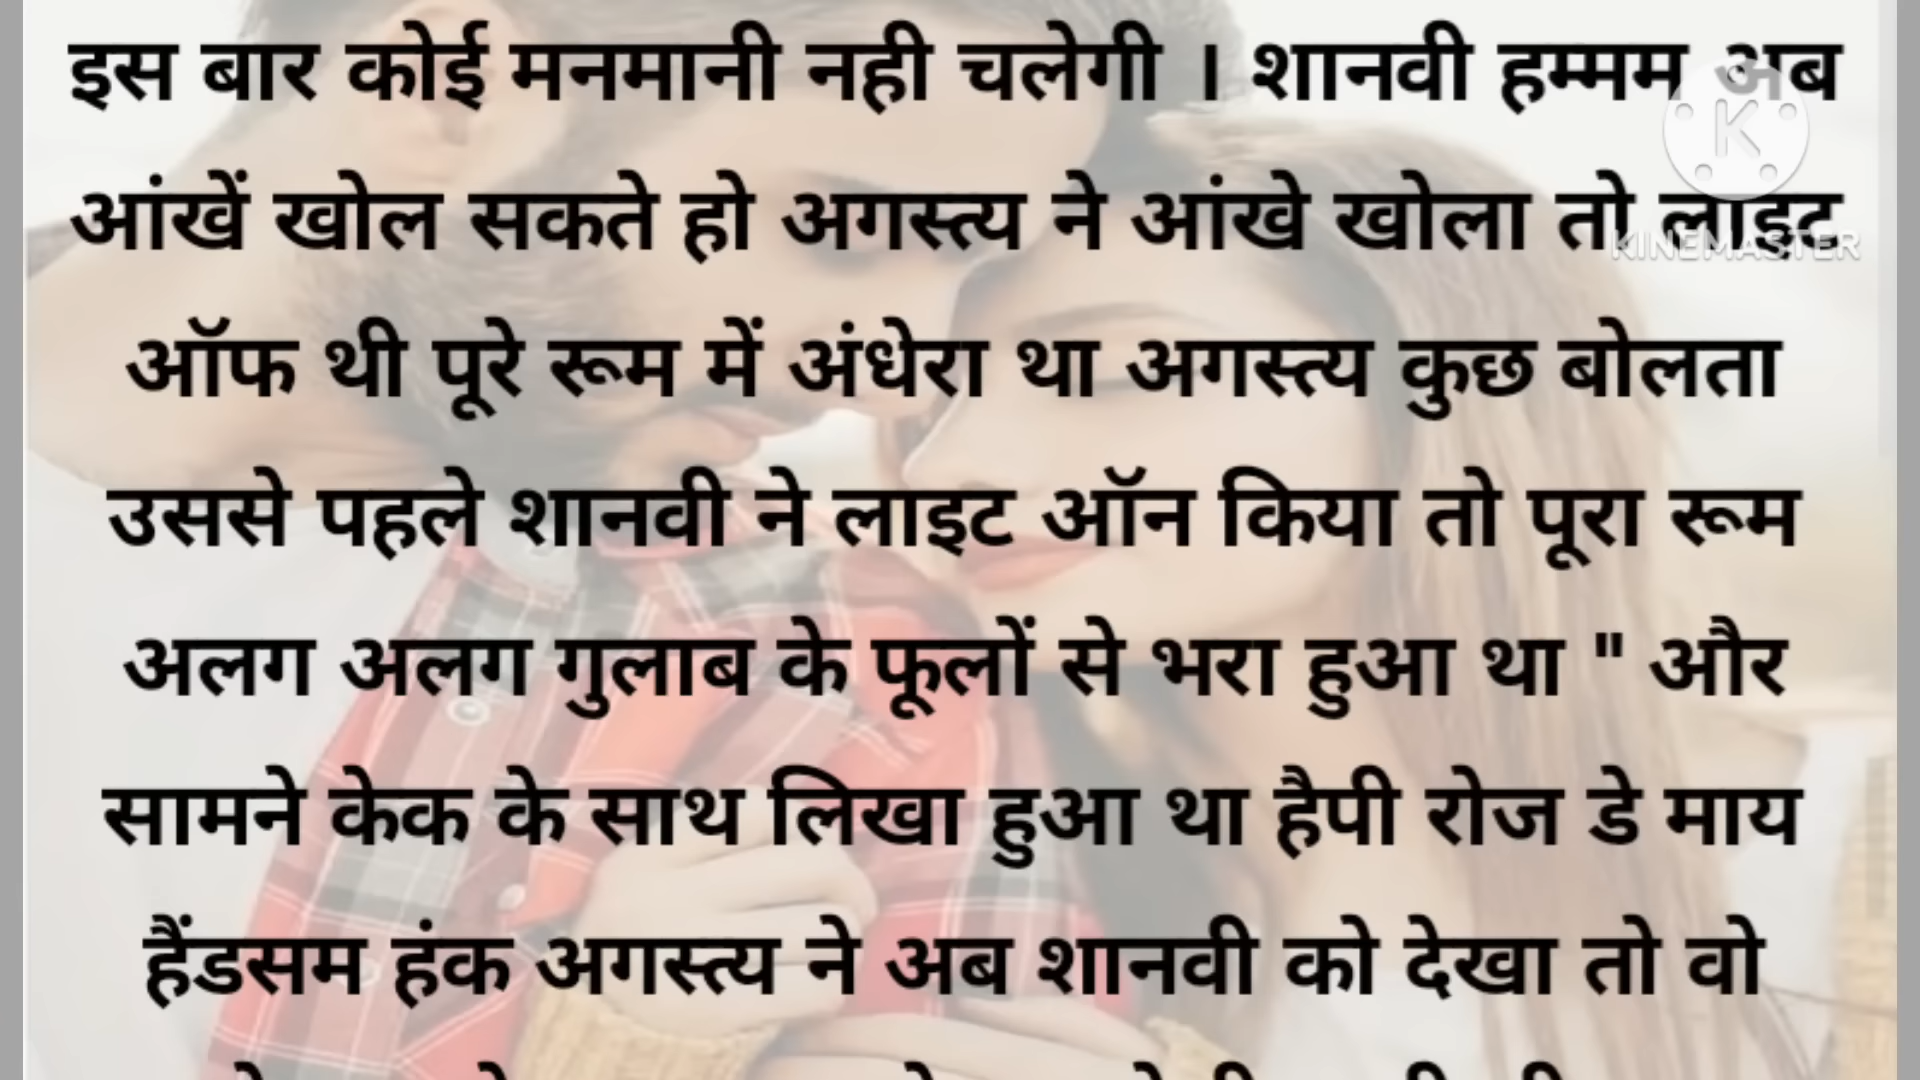 इस बार कोई मनमानी नही चलेगी । शानवी हम्मम अब
K
आंखें खोल सकते हो अगस्त्य ने आंखे खोला तो लाइट
KINEMASTER
ऑफ थी पूरे रूम में अंधेरा था अगस्त्य कुछ बोलता
उससे पहले शानवी ने लाइट ऑन किया तो पूरा रूम
अलग अलग गुलाब के फूलों से भरा हुआ था " और
सामने केक के साथ लिखा हुआ था हैपी रोज डे माय
हैंडसम हंक अगस्त्य ने अब शानवी को देखा तो वो